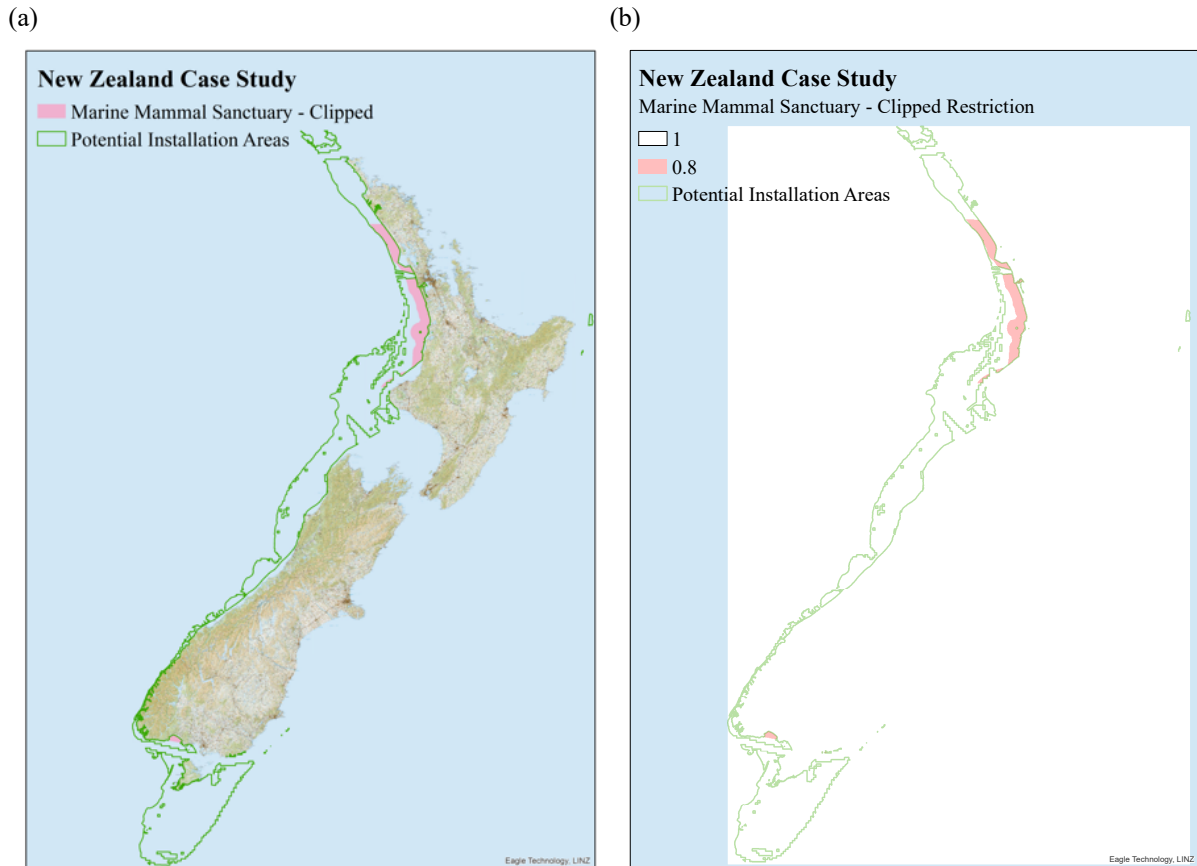 (a)
New Zealand Case Study
Marine Mammal Sanctuary - Clipped
Potential Installation Areas
Eagle Technology, LINZ
(b)
New Zealand Case Study
Marine Mammal Sanctuary - Clipped Restriction
1
0.8
Potential Installation Areas
Eagle Technology, LINZ